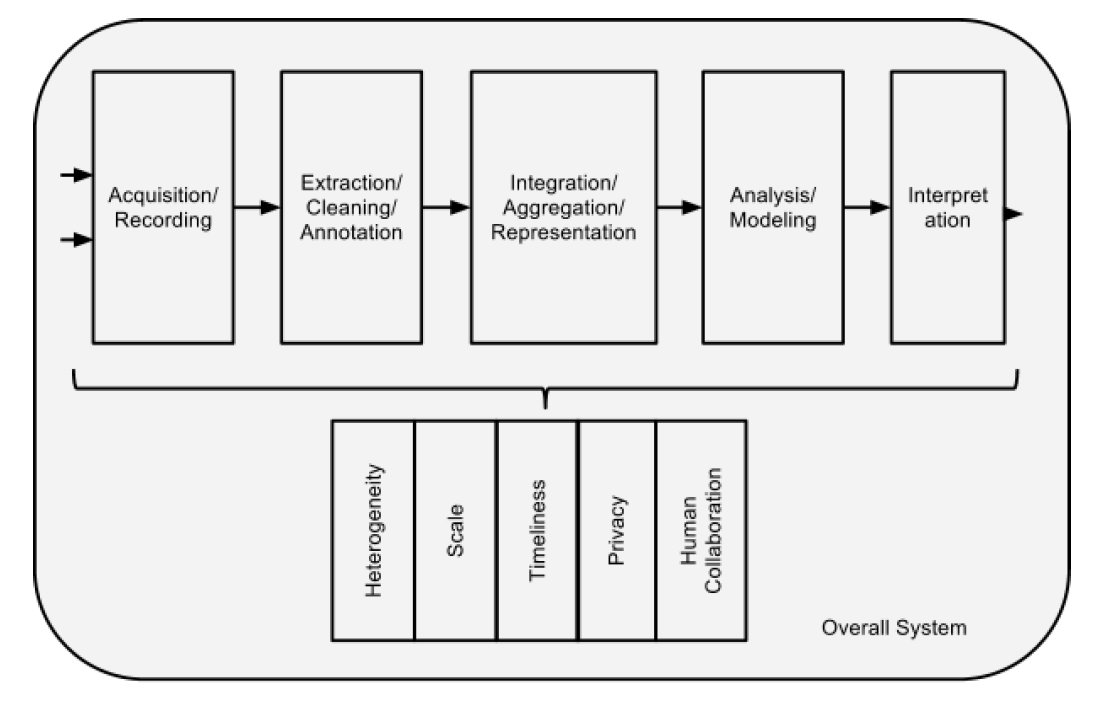 Acquisition/
Recording
Extraction/
Cleaning/
Annotation
Integration/
Aggregation/
Representation
Analysis/
Modeling
Interpret
ation
Heterogeneity
Scale
Timeliness
Privacy
Human
Collaboration
Overall System